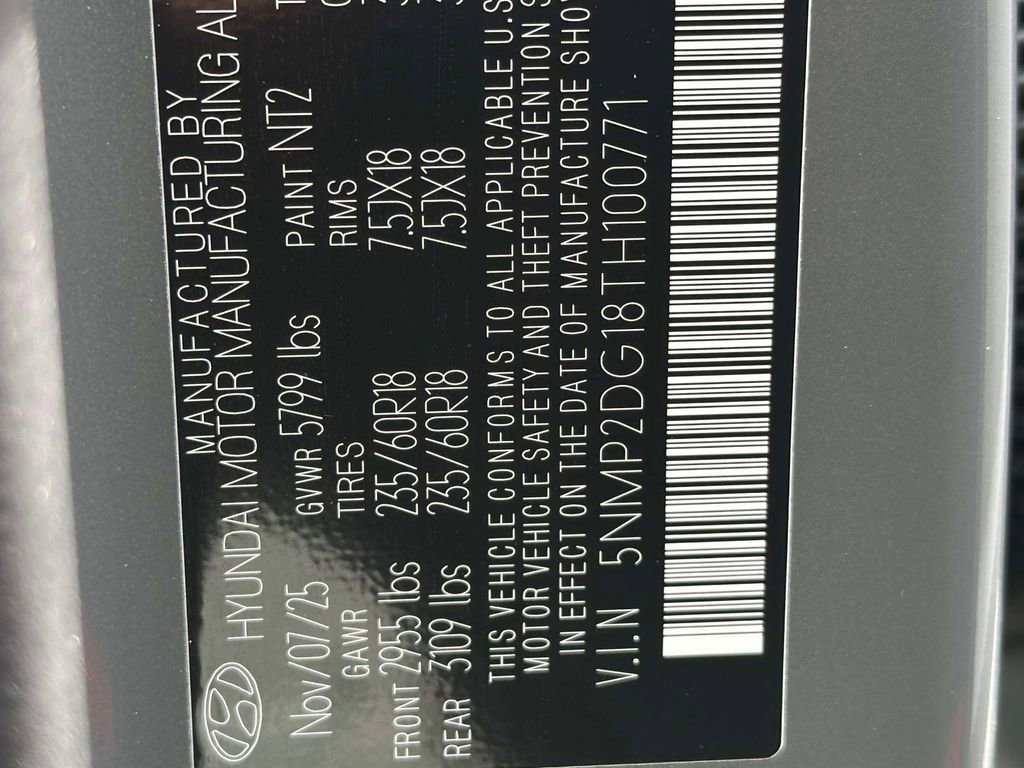 MANUFACTURED BY
HYUNDAI MOTOR MANUFACTURING AL
Nov/07/25 GVWR 5799 lbs PAINT NT2
GAWR TIRES RIMS
FRONT 2955 lbs 235/60R18 7.5JX18
REAR 3109 lbs 235/60R18 7.5JX18
THIS VEHICLE CONFORMS TO ALL APPLICABLE U.S
MOTOR VEHICLE SAFETY AND THEFT PREVENTION S
IN EFFECT ON THE DATE OF MANUFACTURE SHOW
V.I.N 5NMP2DG18TH100771